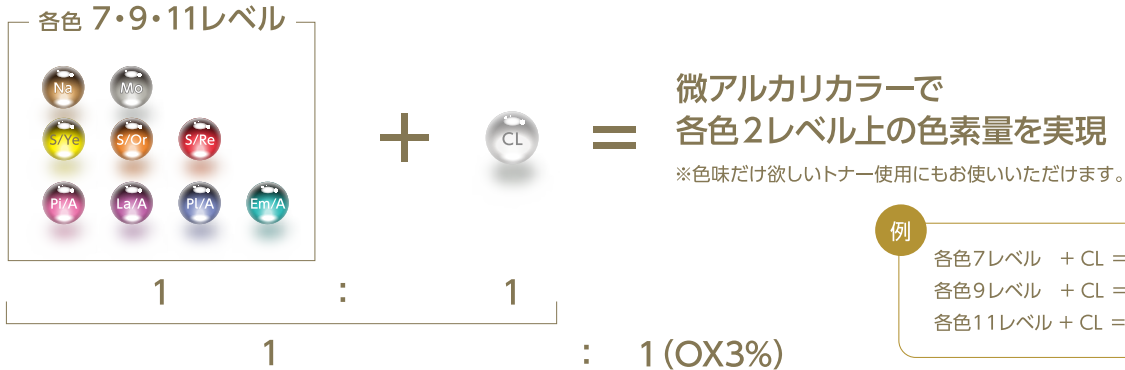 各色 7・9・11レベル
Na Mo
S/Ye S/Or S/Re
Pi/A La/A Pl/A Em/A
+ CL =
微アルカリカラーで
各色2レベル上の色素量を実現
※色味だけ欲しいトナー使用にもお使いいただけます。
例
各色7レベル + CL =
各色9レベル + CL =
各色11レベル + CL =
1 : 1
1 : 1(OX3%)